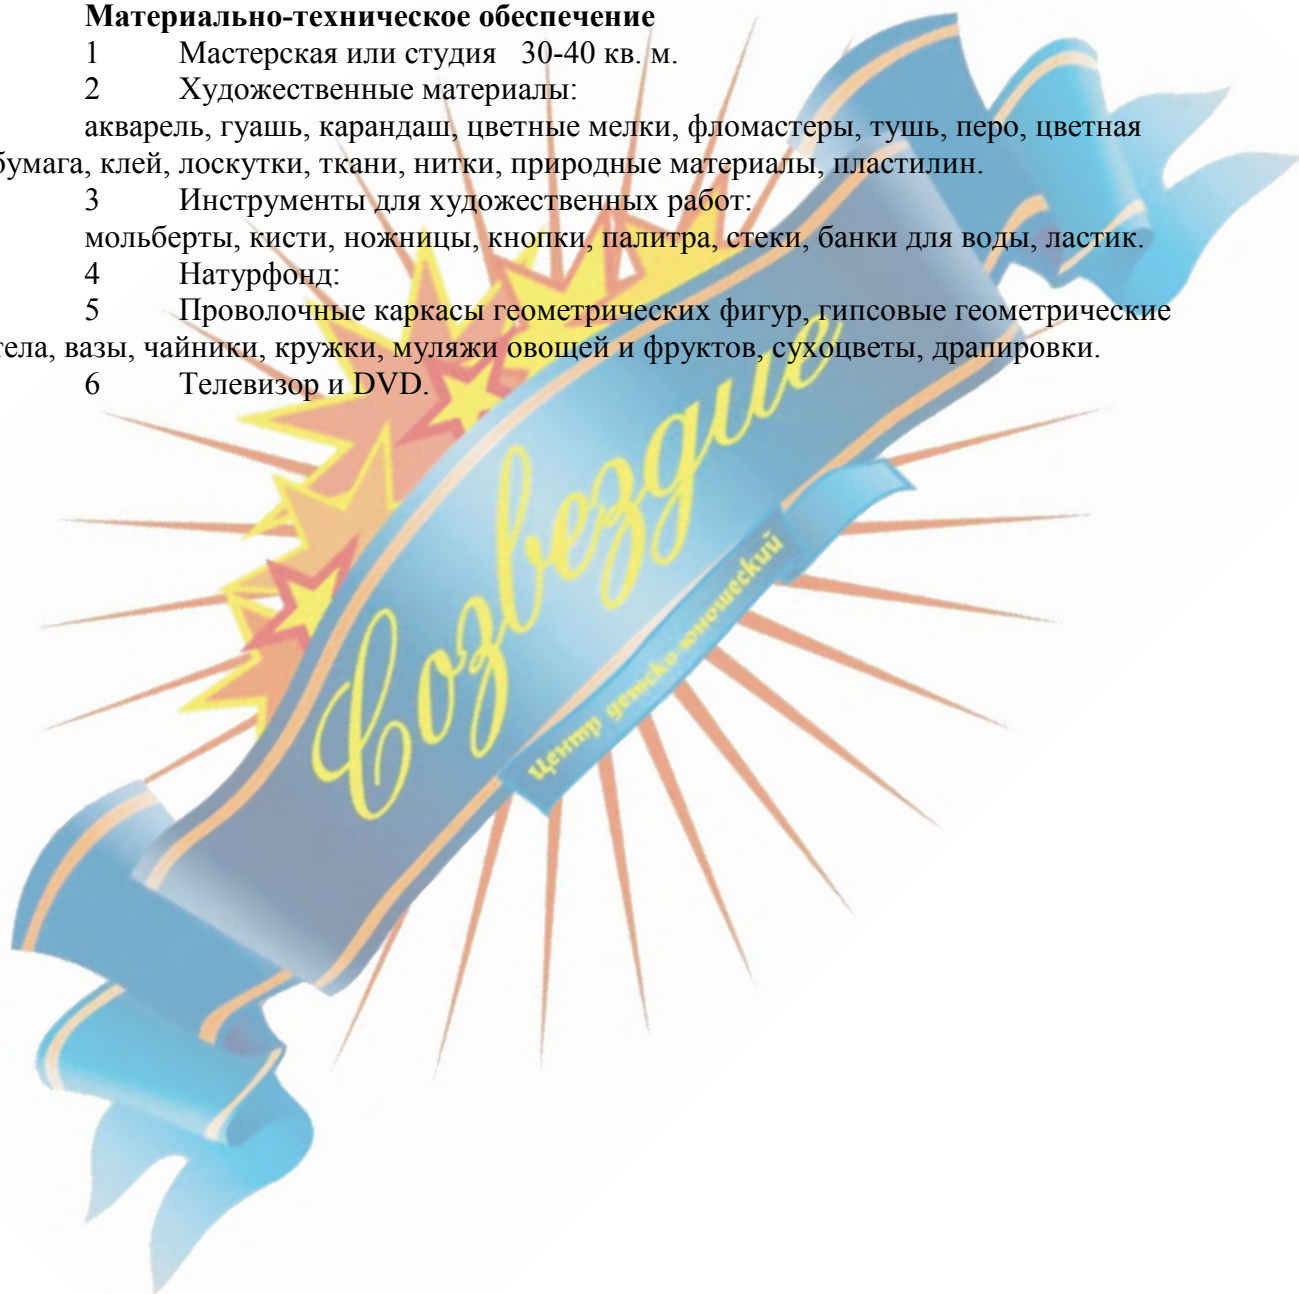 Материально-техническое обеспечение
1 Мастерская или студия 30-40 кв. м.
2 Художественные материалы:
акварель, гуашь, карандаш, цветные мелки, фломастеры, тушь, перо, цветная
бумага, клей, лоскутки, ткани, нитки, природные материалы, пластилин.
3 Инструменты для художественных работ:
мольберты, кисти, ножницы, кнопки, палитра, стеки, банки для воды, ластик.
4 Натурфонд:
5 Проволочные каркасы геометрических фигур, гипсовые геометрические
тела, вазы, чайники, кружки, муляжи овощей и фруктов, сухоцветы, драпировки.
6 Телевизор и DVD.
Созвездие
Центр детско юношеский